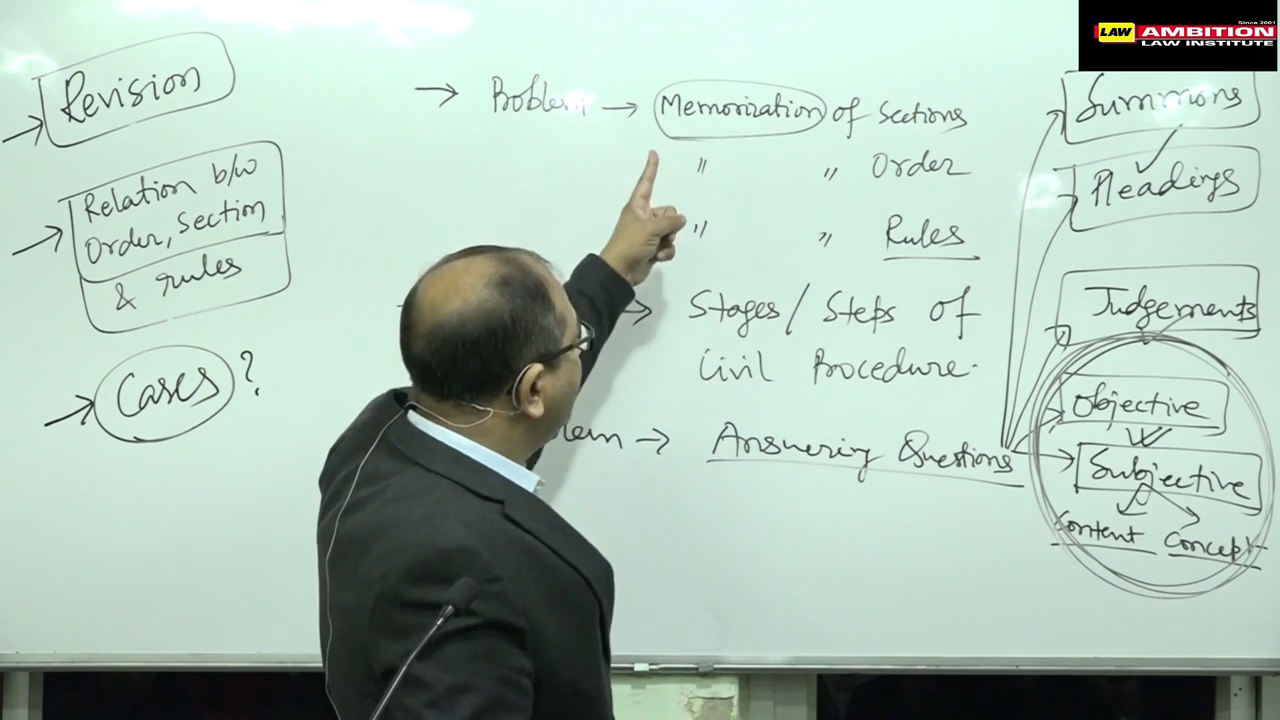 Revision
Relation b/w
Order, Section
& rules
Cases?
Problem → Memorization of Sections
" " Order
" " Rules
Stages / Steps of
Civil Procedure.
→ Answering Questions
Summons
Pleadings
Judgements
Objective
Subjective
Content Concept
Since 2001
LAW AMBITION
LAW INSTITUTE